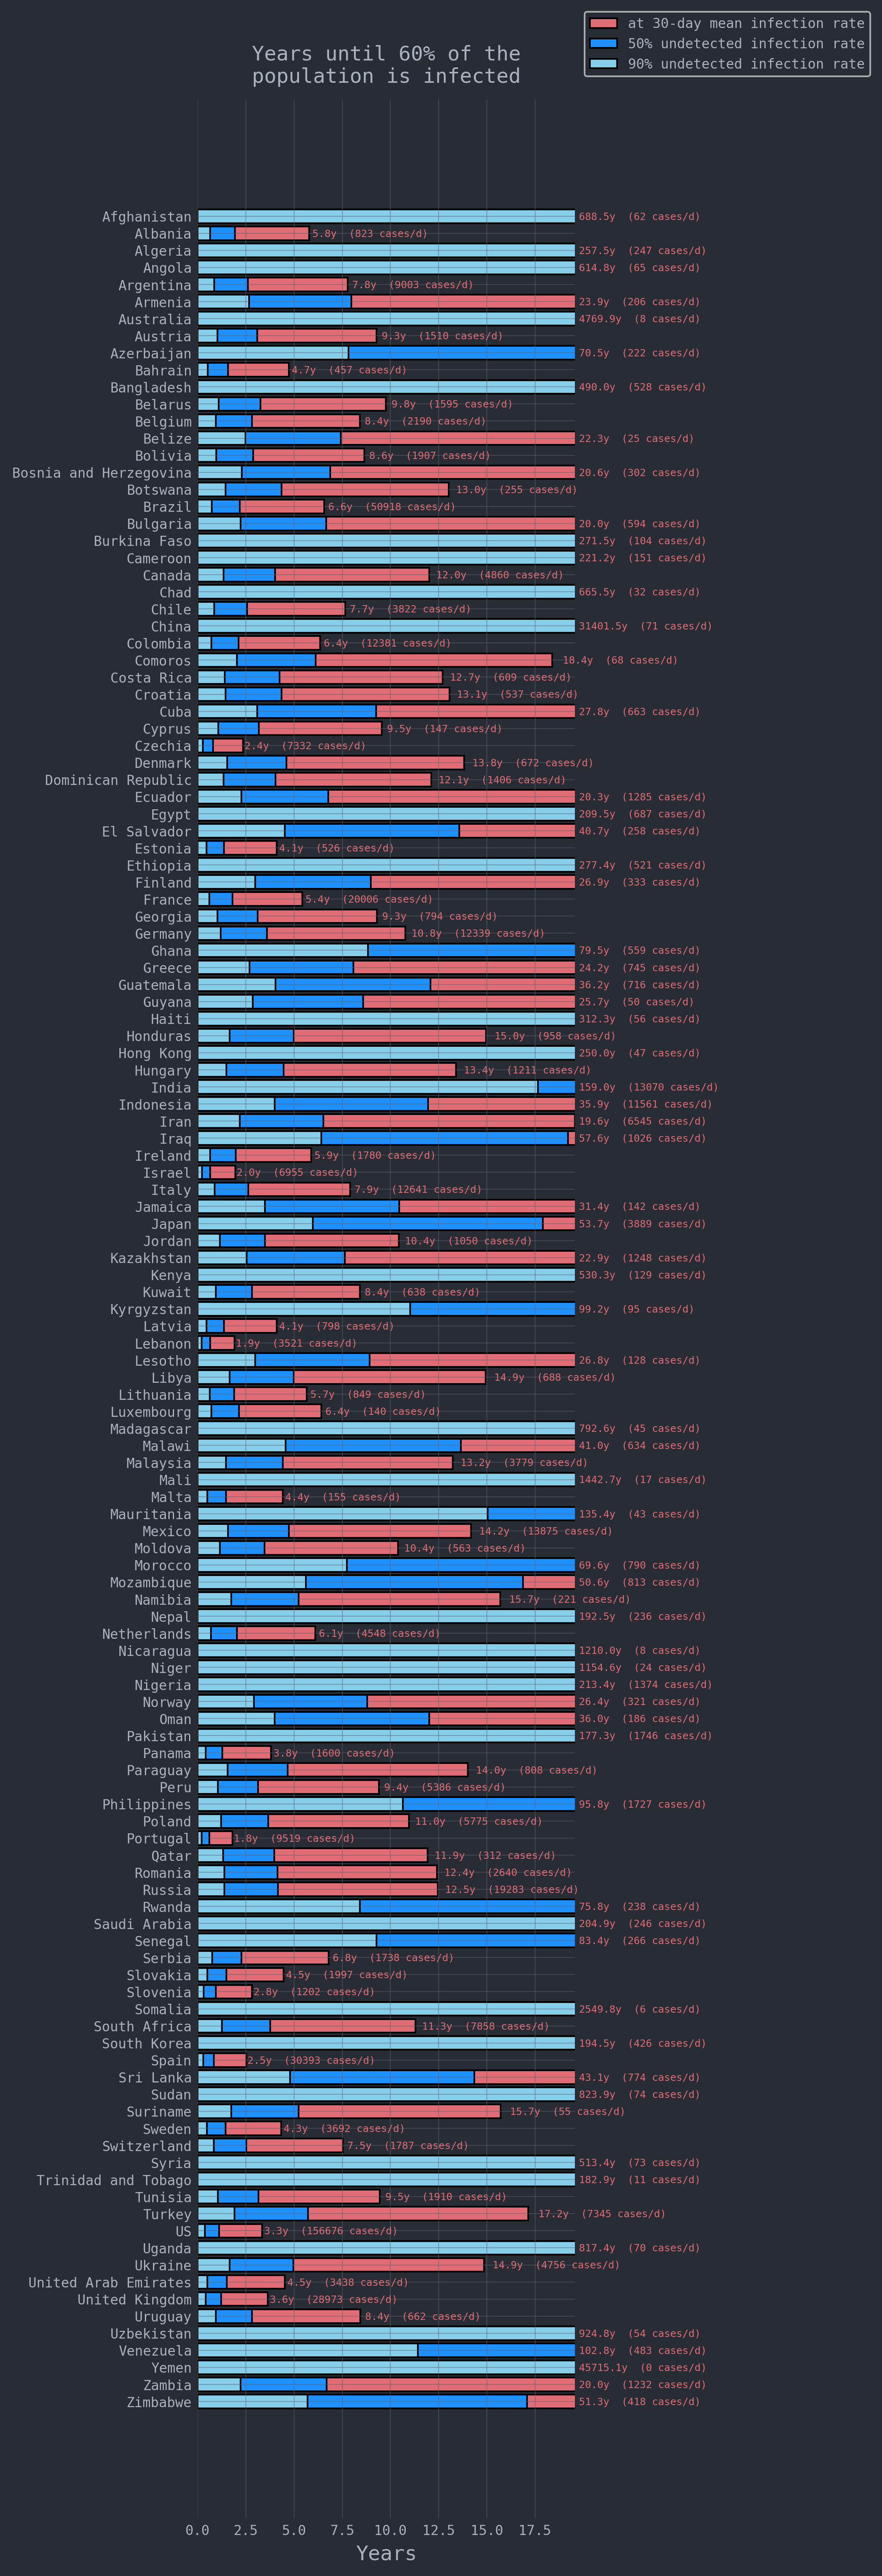 at 30-day mean infection rate
50% undetected infection rate
90% undetected infection rate
Years until 60% of the
population is infected
Afghanistan 688.5y (62 cases/d)
Albania 5.8y (823 cases/d)
Algeria 257.5y (247 cases/d)
Angola 614.8y (65 cases/d)
Argentina 7.8y (9003 cases/d)
Armenia 23.9y (206 cases/d)
Australia 4769.9y (8 cases/d)
Austria 9.3y (1510 cases/d)
Azerbaijan 70.5y (222 cases/d)
Bahrain 4.7y (457 cases/d)
Bangladesh 490.0y (528 cases/d)
Belarus 9.8y (1595 cases/d)
Belgium 8.4y (2190 cases/d)
Belize 22.3y (25 cases/d)
Bolivia 8.6y (1907 cases/d)
Bosnia and Herzegovina 20.6y (302 cases/d)
Botswana 13.0y (255 cases/d)
Brazil 6.6y (50918 cases/d)
Bulgaria 20.0y (594 cases/d)
Burkina Faso 271.5y (104 cases/d)
Cameroon 221.2y (151 cases/d)
Canada 12.0y (4860 cases/d)
Chad 665.5y (32 cases/d)
Chile 7.7y (3822 cases/d)
China 31401.5y (71 cases/d)
Colombia 6.4y (12381 cases/d)
Comoros 18.4y (68 cases/d)
Costa Rica 12.7y (609 cases/d)
Croatia 13.1y (537 cases/d)
Cuba 27.8y (663 cases/d)
Cyprus 9.5y (147 cases/d)
Czechia 2.4y (7332 cases/d)
Denmark 13.8y (672 cases/d)
Dominican Republic 12.1y (1406 cases/d)
Ecuador 20.3y (1285 cases/d)
Egypt 209.5y (687 cases/d)
El Salvador 40.7y (258 cases/d)
Estonia 4.1y (526 cases/d)
Ethiopia 277.4y (521 cases/d)
Finland 26.9y (333 cases/d)
France 5.4y (20006 cases/d)
Georgia 9.3y (794 cases/d)
Germany 10.8y (12339 cases/d)
Ghana 79.5y (559 cases/d)
Greece 24.2y (745 cases/d)
Guatemala 36.2y (716 cases/d)
Guyana 25.7y (50 cases/d)
Haiti 312.3y (56 cases/d)
Honduras 15.0y (958 cases/d)
Hong Kong 250.0y (47 cases/d)
Hungary 13.4y (1211 cases/d)
India 159.0y (13070 cases/d)
Indonesia 35.9y (11561 cases/d)
Iran 19.6y (6545 cases/d)
Iraq 57.6y (1026 cases/d)
Ireland 5.9y (1780 cases/d)
Israel 2.0y (6955 cases/d)
Italy 7.9y (12641 cases/d)
Jamaica 31.4y (142 cases/d)
Japan 53.7y (3889 cases/d)
Jordan 10.4y (1050 cases/d)
Kazakhstan 22.9y (1248 cases/d)
Kenya 530.3y (129 cases/d)
Kuwait 8.4y (638 cases/d)
Kyrgyzstan 99.2y (95 cases/d)
Latvia 4.1y (798 cases/d)
Lebanon 1.9y (3521 cases/d)
Lesotho 26.8y (128 cases/d)
Libya 14.9y (688 cases/d)
Lithuania 5.7y (849 cases/d)
Luxembourg 6.4y (140 cases/d)
Madagascar 792.6y (45 cases/d)
Malawi 41.0y (634 cases/d)
Malaysia 13.2y (3779 cases/d)
Mali 1442.7y (17 cases/d)
Malta 4.4y (155 cases/d)
Mauritania 135.4y (43 cases/d)
Mexico 14.2y (13875 cases/d)
Moldova 10.4y (563 cases/d)
Morocco 69.6y (790 cases/d)
Mozambique 50.6y (813 cases/d)
Namibia 15.7y (221 cases/d)
Nepal 192.5y (236 cases/d)
Netherlands 6.1y (4548 cases/d)
Nicaragua 1210.0y (8 cases/d)
Niger 1154.6y (24 cases/d)
Nigeria 213.4y (1374 cases/d)
Norway 26.4y (321 cases/d)
Oman 36.0y (186 cases/d)
Pakistan 177.3y (1746 cases/d)
Panama 3.8y (1600 cases/d)
Paraguay 14.0y (808 cases/d)
Peru 9.4y (5386 cases/d)
Philippines 95.8y (1727 cases/d)
Poland 11.0y (5775 cases/d)
Portugal 1.8y (9519 cases/d)
Qatar 11.9y (312 cases/d)
Romania 12.4y (2640 cases/d)
Russia 12.5y (19283 cases/d)
Rwanda 75.8y (238 cases/d)
Saudi Arabia 204.9y (246 cases/d)
Senegal 83.4y (266 cases/d)
Serbia 6.8y (1738 cases/d)
Slovakia 4.5y (1997 cases/d)
Slovenia 2.8y (1202 cases/d)
Somalia 2549.8y (6 cases/d)
South Africa 11.3y (7858 cases/d)
South Korea 194.5y (426 cases/d)
Spain 2.5y (30393 cases/d)
Sri Lanka 43.1y (774 cases/d)
Sudan 823.9y (74 cases/d)
Suriname 15.7y (55 cases/d)
Sweden 4.3y (3692 cases/d)
Switzerland 7.5y (1787 cases/d)
Syria 513.4y (73 cases/d)
Trinidad and Tobago 182.9y (11 cases/d)
Tunisia 9.5y (1910 cases/d)
Turkey 17.2y (7345 cases/d)
US 3.3y (156676 cases/d)
Uganda 817.4y (70 cases/d)
Ukraine 14.9y (4756 cases/d)
United Arab Emirates 4.5y (3438 cases/d)
United Kingdom 3.6y (28973 cases/d)
Uruguay 8.4y (662 cases/d)
Uzbekistan 924.8y (54 cases/d)
Venezuela 102.8y (483 cases/d)
Yemen 45715.1y (0 cases/d)
Zambia 20.0y (1232 cases/d)
Zimbabwe 51.3y (418 cases/d)
0.0 2.5 5.0 7.5 10.0 12.5 15.0 17.5
Years